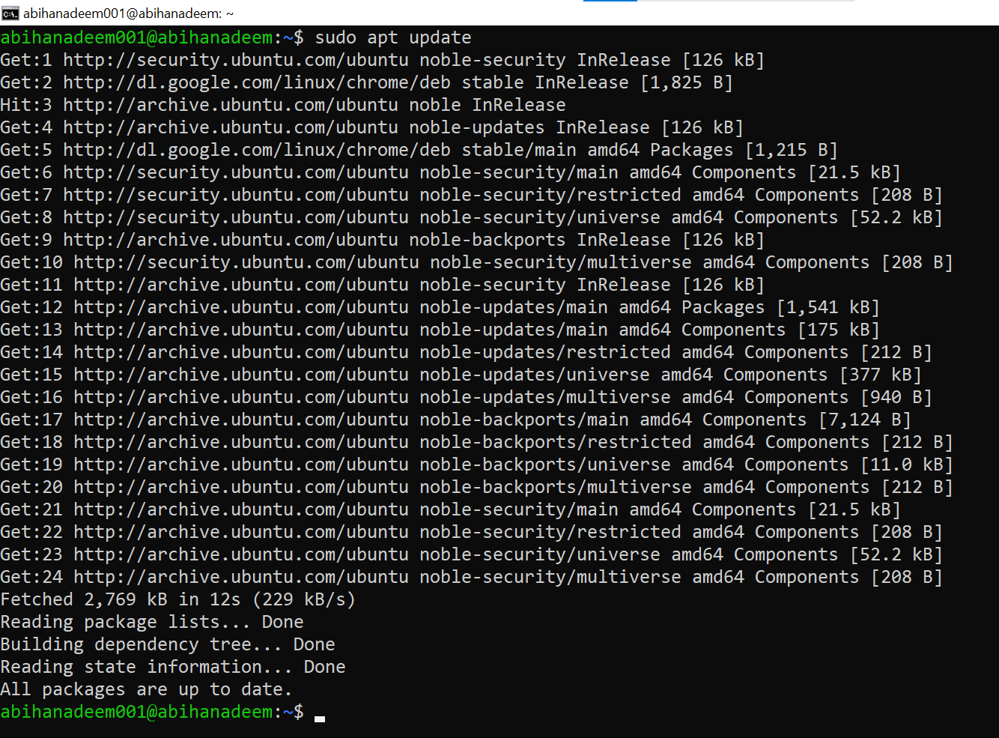 abihanadeem001@abihanadeem: ~
abihanadeem001@abihanadeem:~$ sudo apt update
Get:1 http://security.ubuntu.com/ubuntu noble-security InRelease [126 kB]
Get:2 http://dl.google.com/linux/chrome/deb stable InRelease [1,825 B]
Hit:3 http://archive.ubuntu.com/ubuntu noble InRelease
Get:4 http://archive.ubuntu.com/ubuntu noble-updates InRelease [126 kB]
Get:5 http://dl.google.com/linux/chrome/deb stable/main amd64 Packages [1,215 B]
Get:6 http://security.ubuntu.com/ubuntu noble-security/main amd64 Components [21.5 kB]
Get:7 http://security.ubuntu.com/ubuntu noble-security/restricted amd64 Components [208 B]
Get:8 http://security.ubuntu.com/ubuntu noble-security/universe amd64 Components [52.2 kB]
Get:9 http://archive.ubuntu.com/ubuntu noble-backports InRelease [126 kB]
Get:10 http://security.ubuntu.com/ubuntu noble-security/multiverse amd64 Components [208 B]
Get:11 http://archive.ubuntu.com/ubuntu noble-security InRelease [126 kB]
Get:12 http://archive.ubuntu.com/ubuntu noble-updates/main amd64 Packages [1,541 kB]
Get:13 http://archive.ubuntu.com/ubuntu noble-updates/main amd64 Components [175 kB]
Get:14 http://archive.ubuntu.com/ubuntu noble-updates/restricted amd64 Components [212 B]
Get:15 http://archive.ubuntu.com/ubuntu noble-updates/universe amd64 Components [377 kB]
Get:16 http://archive.ubuntu.com/ubuntu noble-updates/multiverse amd64 Components [940 B]
Get:17 http://archive.ubuntu.com/ubuntu noble-backports/main amd64 Components [7,124 B]
Get:18 http://archive.ubuntu.com/ubuntu noble-backports/restricted amd64 Components [212 B]
Get:19 http://archive.ubuntu.com/ubuntu noble-backports/universe amd64 Components [11.0 kB]
Get:20 http://archive.ubuntu.com/ubuntu noble-backports/multiverse amd64 Components [212 B]
Get:21 http://archive.ubuntu.com/ubuntu noble-security/main amd64 Components [21.5 kB]
Get:22 http://archive.ubuntu.com/ubuntu noble-security/restricted amd64 Components [208 B]
Get:23 http://archive.ubuntu.com/ubuntu noble-security/universe amd64 Components [52.2 kB]
Get:24 http://archive.ubuntu.com/ubuntu noble-security/multiverse amd64 Components [208 B]
Fetched 2,769 kB in 12s (229 kB/s)
Reading package lists... Done
Building dependency tree... Done
Reading state information... Done
All packages are up to date.
abihanadeem001@abihanadeem:~$